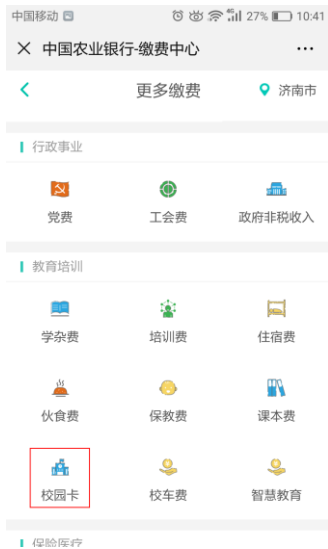 中国移动 4G 27% 10:41
× 中国农业银行-缴费中心 ...
< 更多缴费 济南市
行政事业
党费 工会费 政府非税收入
教育培训
学杂费 培训费 住宿费
伙食费 保教费 课本费
校园卡 校车费 智慧教育
保险医疗